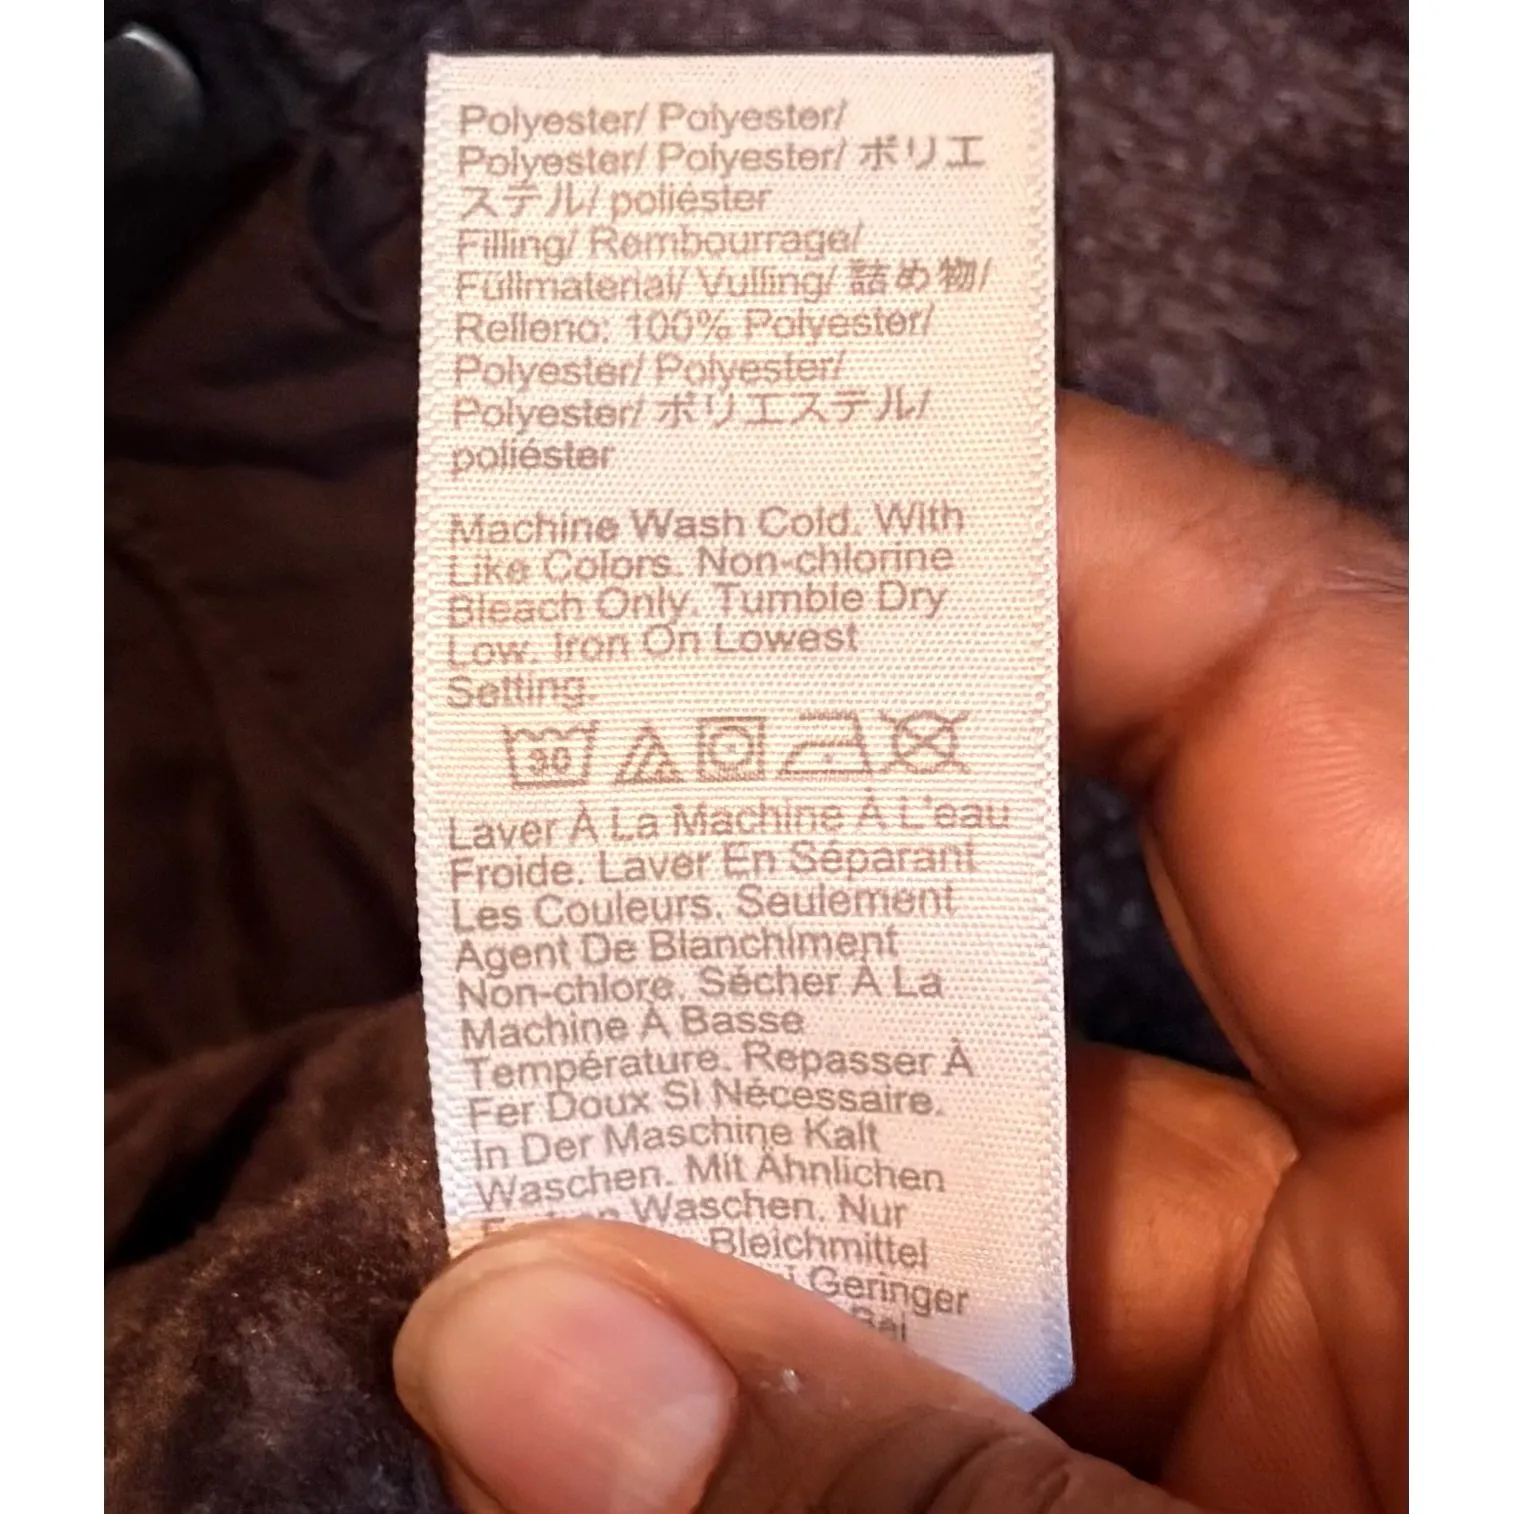 Polyester/ Polyester/
Polyester/ Polyester/ ポリエ
ステル/ poliéster
Filling/ Rembourrage/
Füllmaterial/ Vulling/ 詰め物/
Relleno: 100% Polyester/
Polyester/ Polyester/
Polyester/ ポリエステル/
poliéster
Machine Wash Cold. With
Like Colors. Non-chlorine
Bleach Only. Tumble Dry
Low. Iron On Lowest
Setting.
30
Laver À La Machine À L'eau
Froide. Laver En Séparant
Les Couleurs. Seulement
Agent De Blanchiment
Non-chlore. Sécher À La
Machine À Basse
Température. Repasser À
Fer Doux Si Nécessaire.
In Der Maschine Kalt
Waschen. Mit Ähnlichen
Waschen. Nur
Bleichmittel
Geringer
Bei